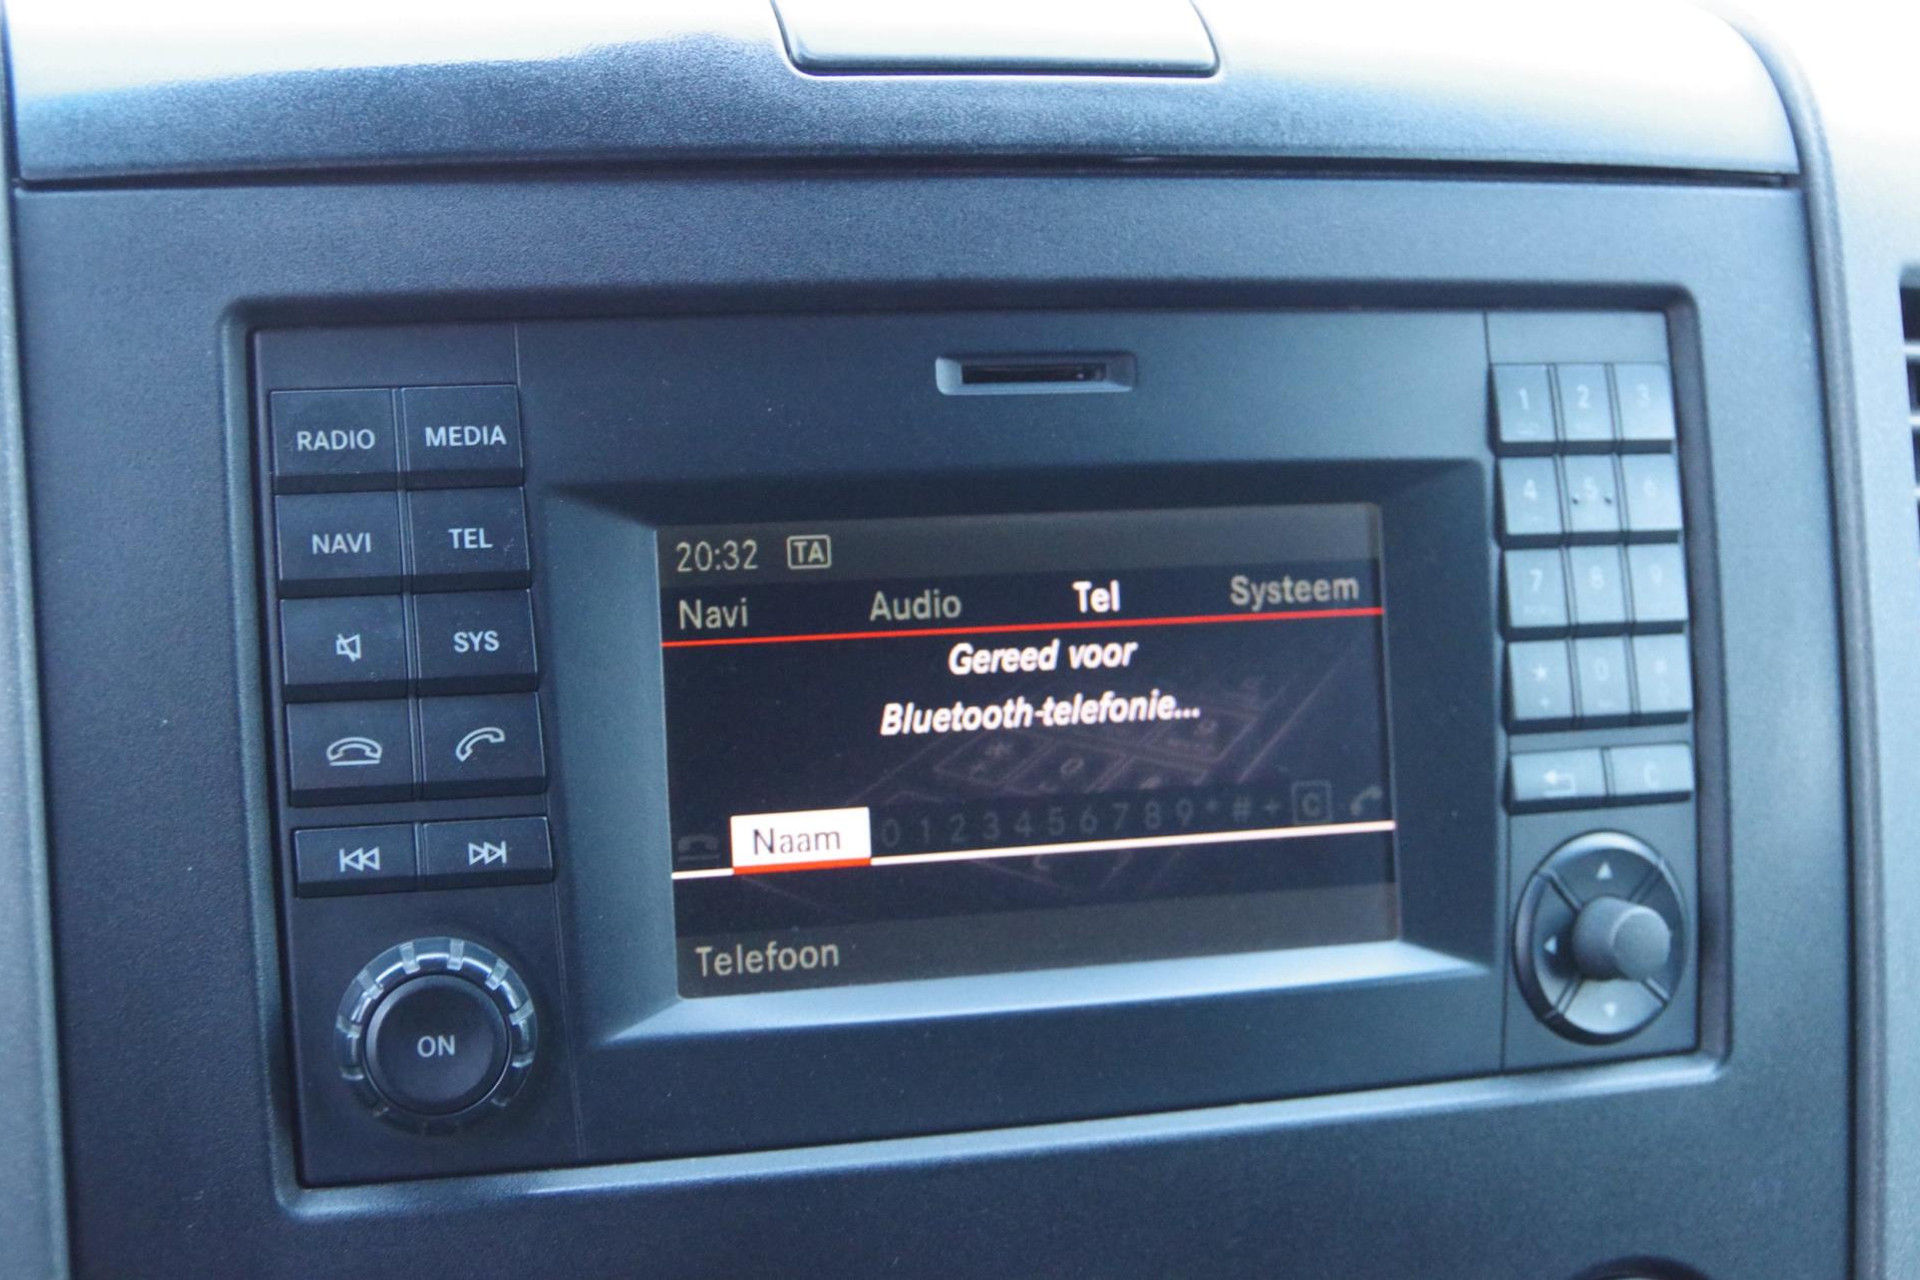 RADIO MEDIA
NAVI TEL
SYS
ON
20:32 TA
Navi Audio Tel Systeem
Gereed voor
Bluetooth-telefonie...
Naam 0 1 2 3 4 5 6 7 8 9 * # + C
Telefoon
1 2 3
4 5 6
7 8 9
* 0 #
C